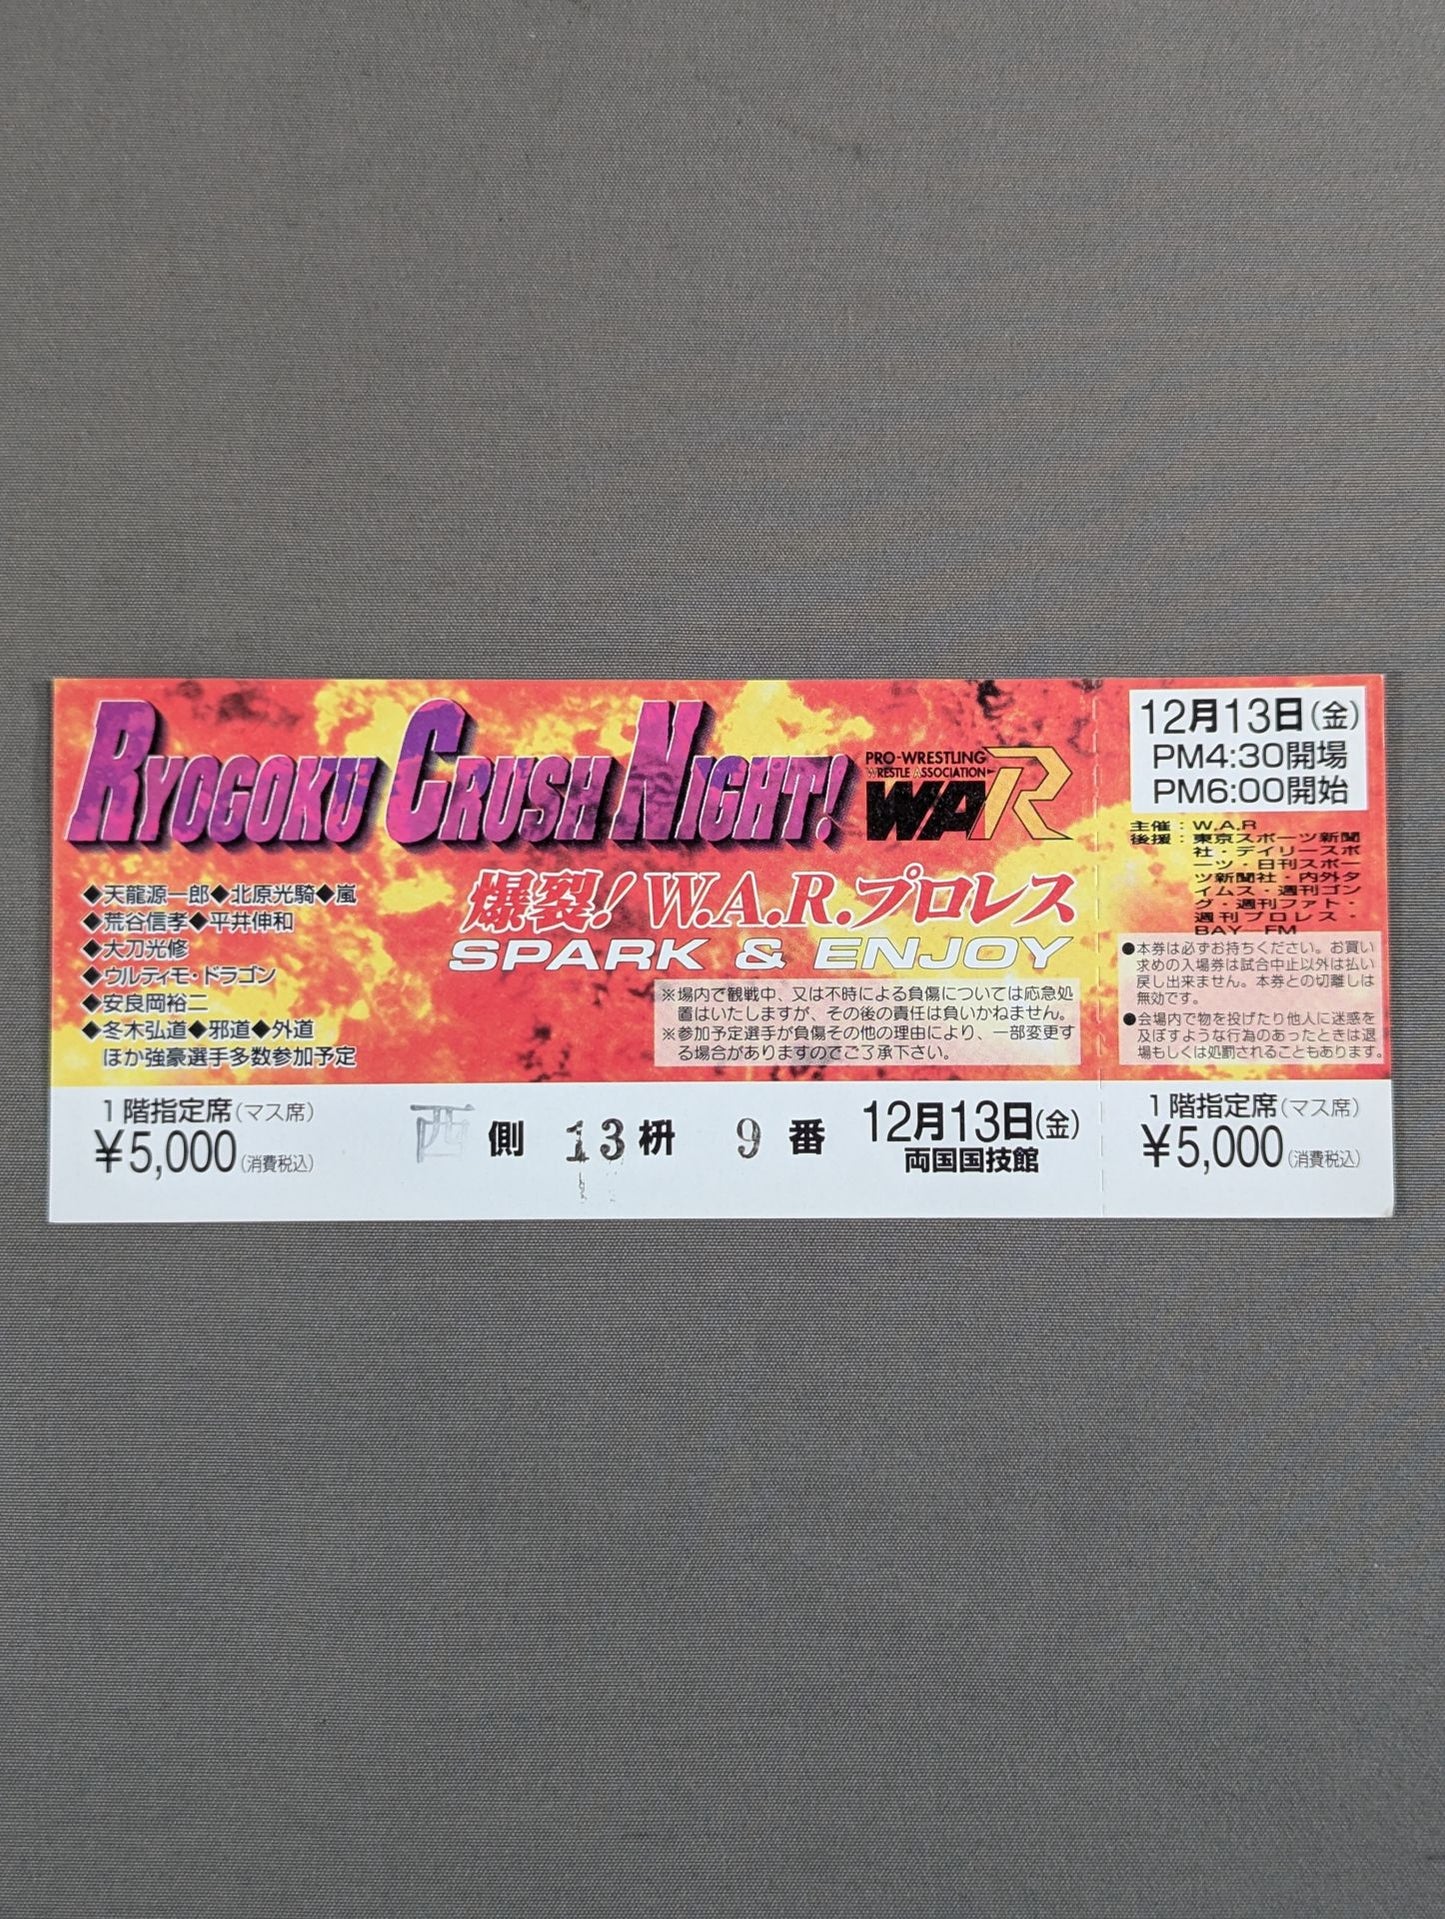 RYOGOKU CRUSH NIGHT!
PRO-WRESTLING
WRESTLE ASSOCIATION
WAR
爆裂!W.A.R.プロレス
SPARK & ENJOY
◆天龍源一郎◆北原光騎◆嵐
◆荒谷信孝◆平井伸和
◆大刀光修
◆ウルティモ・ドラゴン
◆安良岡裕二
◆冬木弘道◆邪道◆外道
ほか強豪選手多数参加予定
※場内で観戦中、又は不時による負傷については応急処
置はいたしますが、その後の責任は負いかねません。
※参加予定選手が負傷その他の理由により、一部変更す
る場合がありますのでご了承下さい。
1階指定席(マス席)
¥5,000(消費税込)
西側 13枡 9番
12月13日(金)
両国国技館
12月13日(金)
PM4:30開場
PM6:00開始
主催:W.A.R
後援:東京スポーツ新聞
社・デイリースポ
ーツ・日刊スポー
ツ新聞社・内外タ
イムス・週刊ゴン
グ・週刊ファイト・
週刊プロレス・
BAY-FM
●本券は必ずお持ちください。お買い
求めの入場券は試合中止以外は払い
戻し出来ません。本券との切離しは
無効です。
●会場内で物を投げたり他人に迷惑を
及ぼすような行為のあったときは退
場もしくは処罰されることもあります。
1階指定席(マス席)
¥5,000(消費税込)